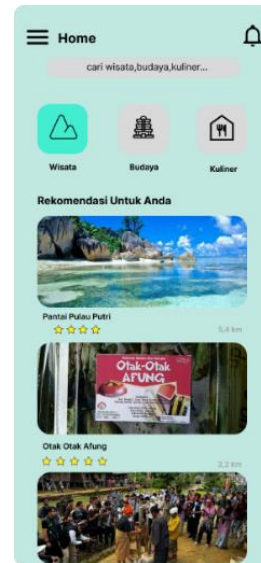 Home
cari wisata,budaya,kuliner...
Wisata
Budaya
Kuliner
Rekomendasi Untuk Anda
Pantai Pulau Putri
5,4 km
Otak-Otak
AFUNG
Otak Otak Afung
2,2 km